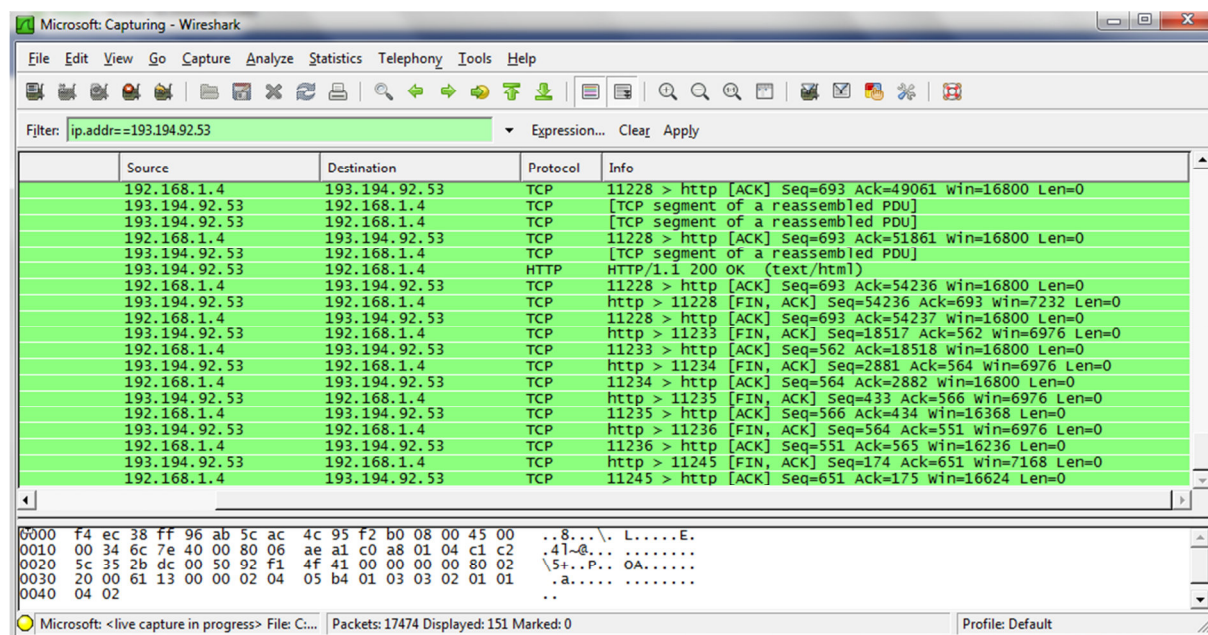 Microsoft: Capturing - Wireshark
File Edit View Go Capture Analyze Statistics Telephony Tools Help
Filter: ip.addr==193.194.92.53 Expression... Clear Apply
Source Destination Protocol Info
192.168.1.4 193.194.92.53 TCP 11228 > http [ACK] Seq=693 Ack=49061 Win=16800 Len=0
193.194.92.53 192.168.1.4 TCP [TCP segment of a reassembled PDU]
193.194.92.53 192.168.1.4 TCP [TCP segment of a reassembled PDU]
192.168.1.4 193.194.92.53 TCP 11228 > http [ACK] Seq=693 Ack=51861 Win=16800 Len=0
193.194.92.53 192.168.1.4 TCP [TCP segment of a reassembled PDU]
193.194.92.53 192.168.1.4 HTTP HTTP/1.1 200 OK (text/html)
192.168.1.4 193.194.92.53 TCP 11228 > http [ACK] Seq=693 Ack=54236 Win=16800 Len=0
193.194.92.53 192.168.1.4 TCP http > 11228 [FIN, ACK] Seq=54236 Ack=693 Win=7232 Len=0
192.168.1.4 193.194.92.53 TCP 11228 > http [ACK] Seq=693 Ack=54237 Win=16800 Len=0
193.194.92.53 192.168.1.4 TCP http > 11233 [FIN, ACK] Seq=18517 Ack=562 Win=6976 Len=0
192.168.1.4 193.194.92.53 TCP 11233 > http [ACK] Seq=562 Ack=18518 Win=16800 Len=0
193.194.92.53 192.168.1.4 TCP http > 11234 [FIN, ACK] Seq=2881 Ack=564 Win=6976 Len=0
192.168.1.4 193.194.92.53 TCP 11234 > http [ACK] Seq=564 Ack=2882 Win=16800 Len=0
193.194.92.53 192.168.1.4 TCP http > 11235 [FIN, ACK] Seq=433 Ack=566 Win=6976 Len=0
192.168.1.4 193.194.92.53 TCP 11235 > http [ACK] Seq=566 Ack=434 Win=16368 Len=0
193.194.92.53 192.168.1.4 TCP http > 11236 [FIN, ACK] Seq=564 Ack=551 Win=6976 Len=0
192.168.1.4 193.194.92.53 TCP 11236 > http [ACK] Seq=551 Ack=565 Win=16236 Len=0
193.194.92.53 192.168.1.4 TCP http > 11245 [FIN, ACK] Seq=174 Ack=651 Win=7168 Len=0
192.168.1.4 193.194.92.53 TCP 11245 > http [ACK] Seq=651 Ack=175 Win=16624 Len=0
0000 f4 ec 38 ff 96 ab 5c ac 4c 95 f2 b0 08 00 45 00 ..8...\. L.....E.
0010 00 34 6c 7e 40 00 80 06 ae a1 c0 a8 01 04 c1 c2 .4l~@... ........
0020 5c 35 2b dc 00 50 92 f1 4f 41 00 00 00 00 80 02 \5+..P.. OA......
0030 20 00 61 13 00 00 02 04 05 b4 01 03 03 02 01 01 .a..... ........
0040 04 02 ..
Microsoft: <live capture in progress> File: C:... Packets: 17474 Displayed: 151 Marked: 0 Profile: Default